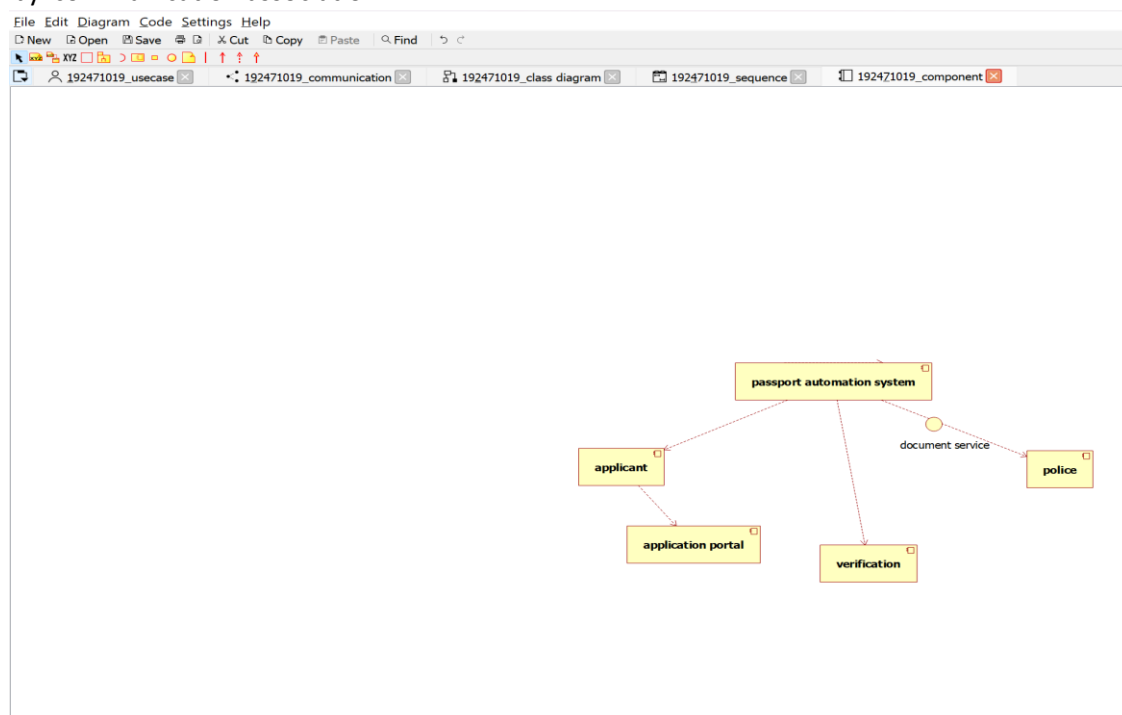 File Edit Diagram Code Settings Help
New Open Save Cut Copy Paste Find
XYZ
192471019_usecase 192471019_communication 192471019_class diagram 192471019_sequence 192471019_component
passport automation system
document service
applicant
police
application portal
verification